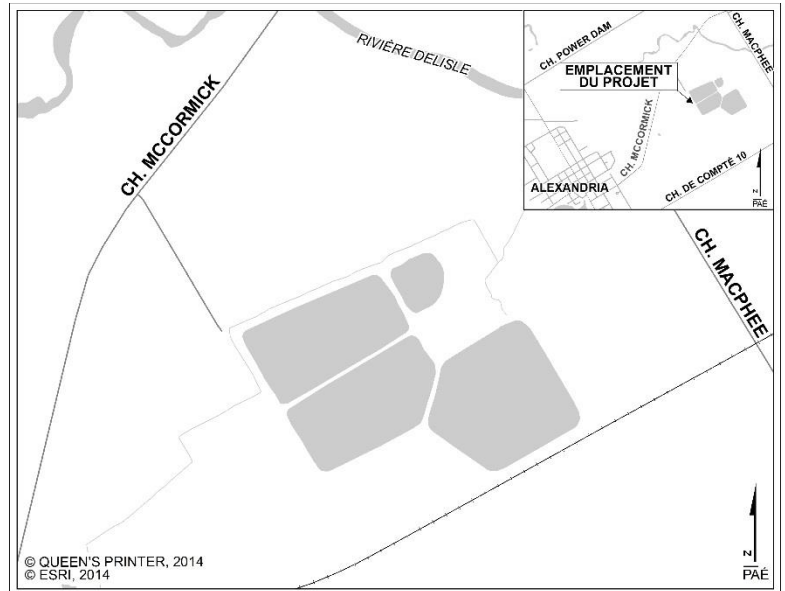 RIVIÈRE DELISLE
CH. MCCORMICK
CH. MACPHEE
© QUEEN'S PRINTER, 2014
© ESRI, 2014
N
PAÉ
CH. POWER DAM
CH. MACPHEE
EMPLACEMENT
DU PROJET
CH. MCCORMICK
ALEXANDRIA
CH. DE COMPTÉ 10
N
PAÉ